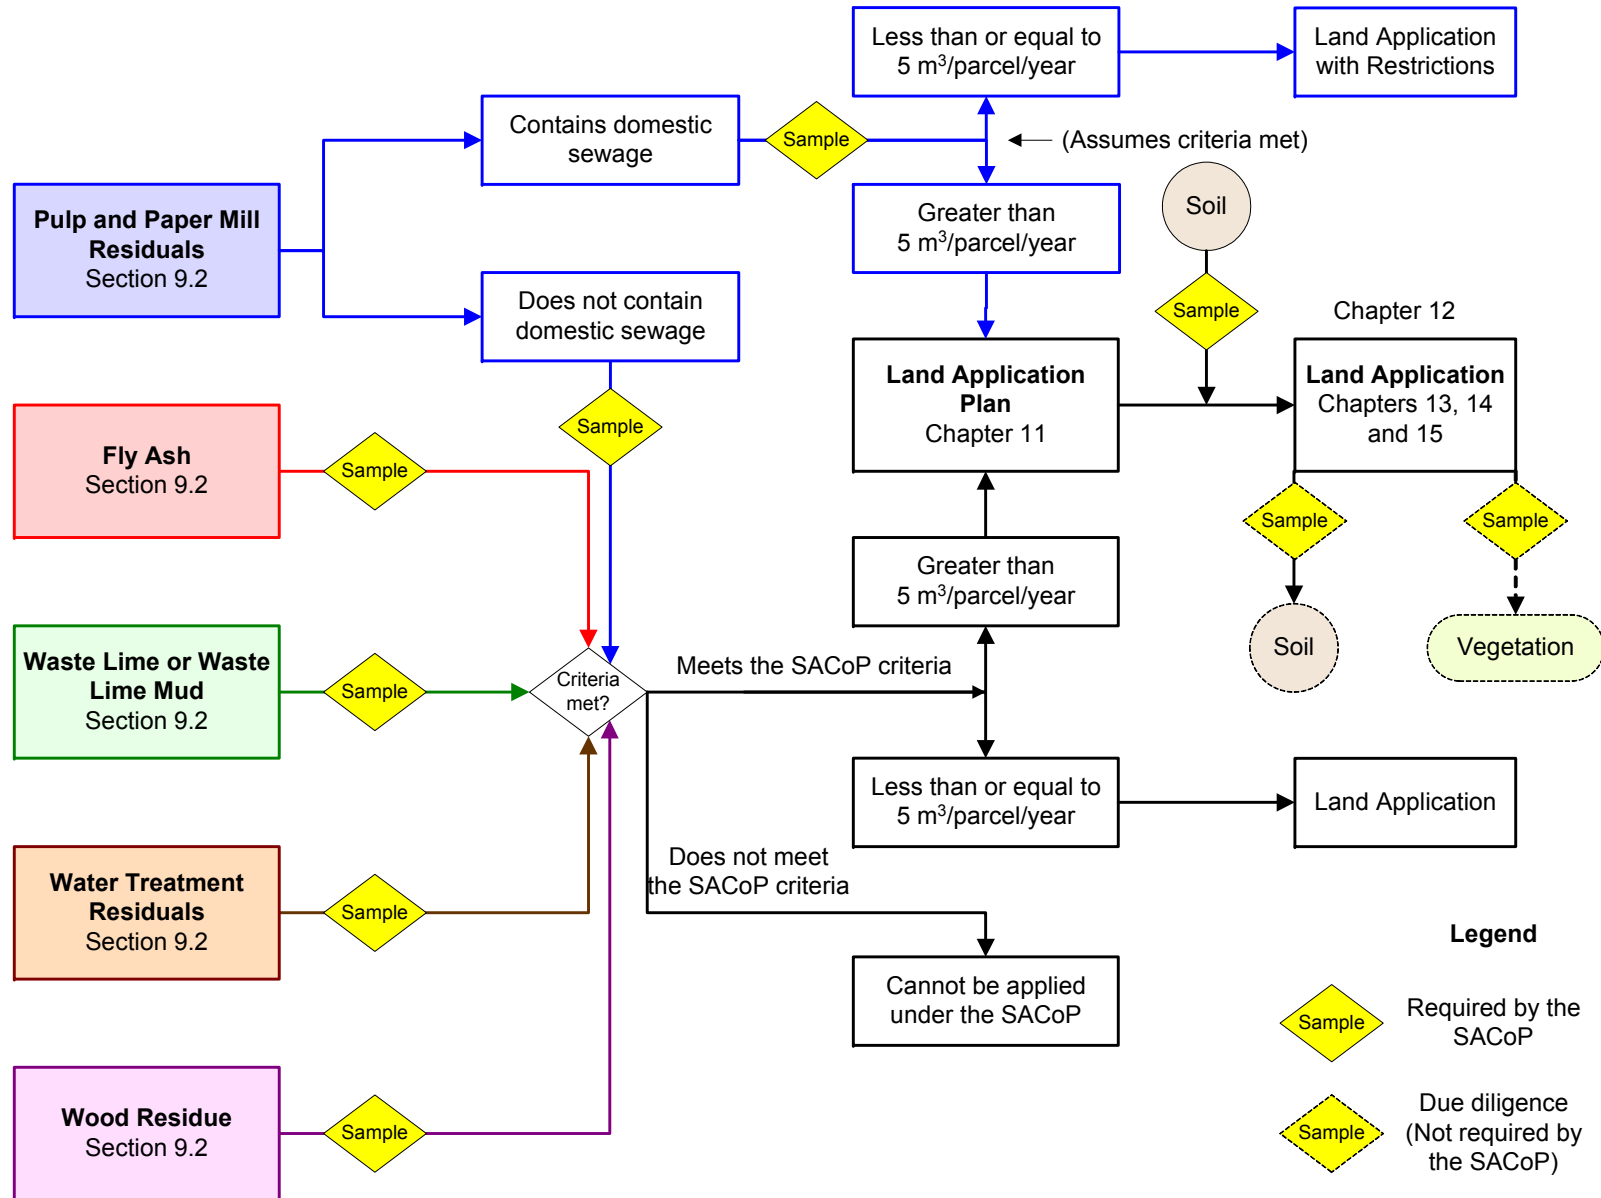 Less than or equal to
5 m³/parcel/year
Land Application
with Restrictions
Contains domestic
sewage
Sample
(Assumes criteria met)
Pulp and Paper Mill
Residuals
Section 9.2
Greater than
5 m³/parcel/year
Soil
Sample
Does not contain
domestic sewage
Chapter 12
Land Application
Plan
Chapter 11
Land Application
Chapters 13, 14
and 15
Sample
Fly Ash
Section 9.2
Sample
Sample
Sample
Greater than
5 m³/parcel/year
Soil
Vegetation
Waste Lime or Waste
Lime Mud
Section 9.2
Sample
Criteria
met?
Meets the SACoP criteria
Less than or equal to
5 m³/parcel/year
Land Application
Does not meet
the SACoP criteria
Water Treatment
Residuals
Section 9.2
Sample
Cannot be applied
under the SACoP
Wood Residue
Section 9.2
Sample
Legend
Sample
Required by the
SACoP
Sample
Due diligence
(Not required by
the SACoP)